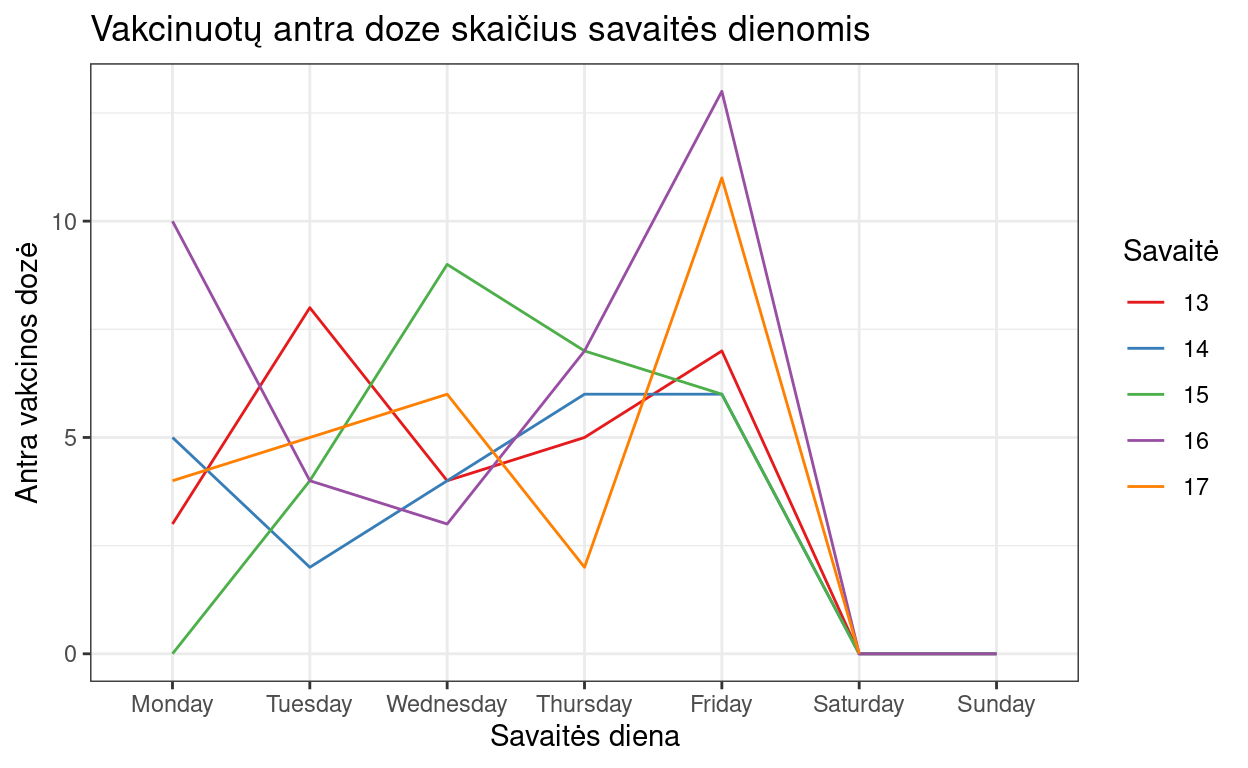 Vakcinuotų antra doze skaičius savaitės dienomis
Antra vakcinos dozė
10
5
0
Monday Tuesday Wednesday Thursday Friday Saturday Sunday
Savaitės diena
Savaitė
13
14
15
16
17